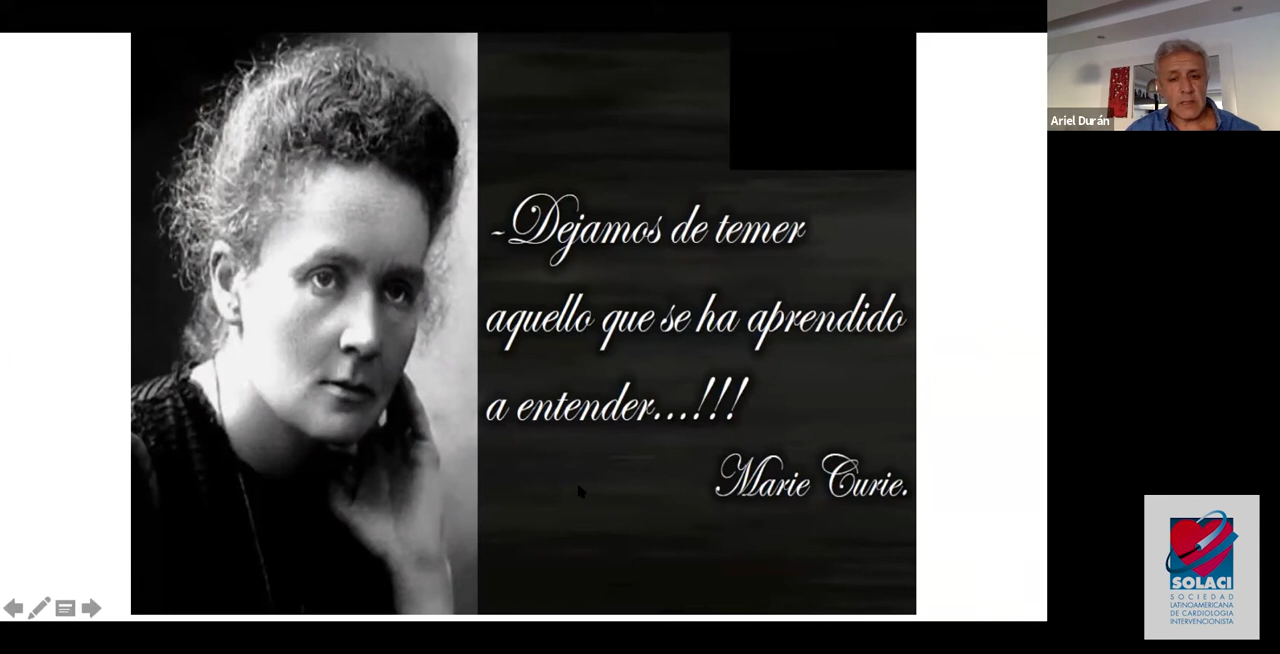 -Dejamos de temer
aquello que se ha aprendido
a entender...!!!
Marie Curie.
Ariel Durán
SOLACI
SOCIEDAD
LATINOAMERICANA
DE CARDIOLOGIA
INTERVENCIONISTA